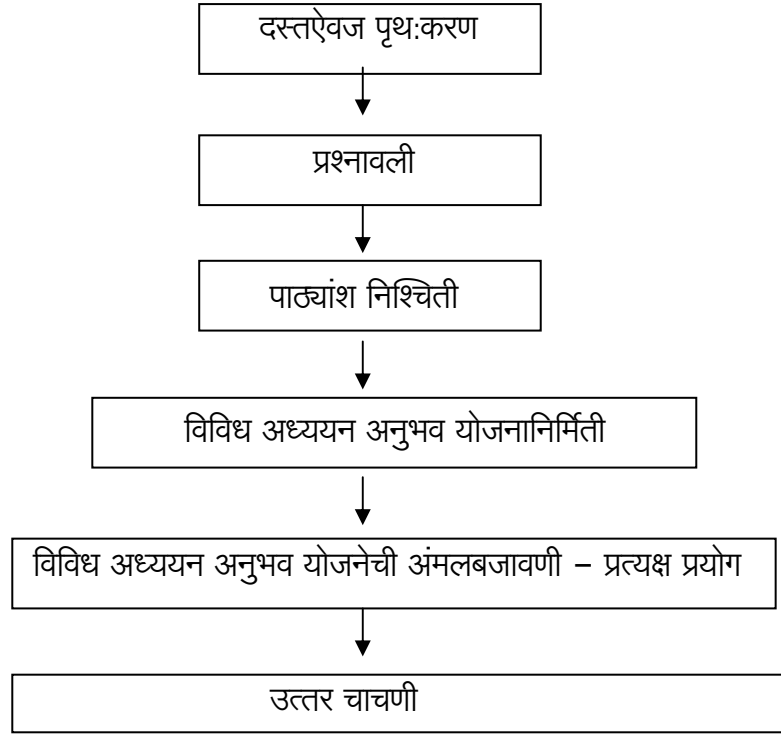 दस्तऐवज पृथ:करण
प्रश्नावली
पाठ्यांश निश्चिती
विविध अध्ययन अनुभव योजनानिर्मिती
विविध अध्ययन अनुभव योजनेची अंमलबजावणी – प्रत्यक्ष प्रयोग
उत्तर चाचणी